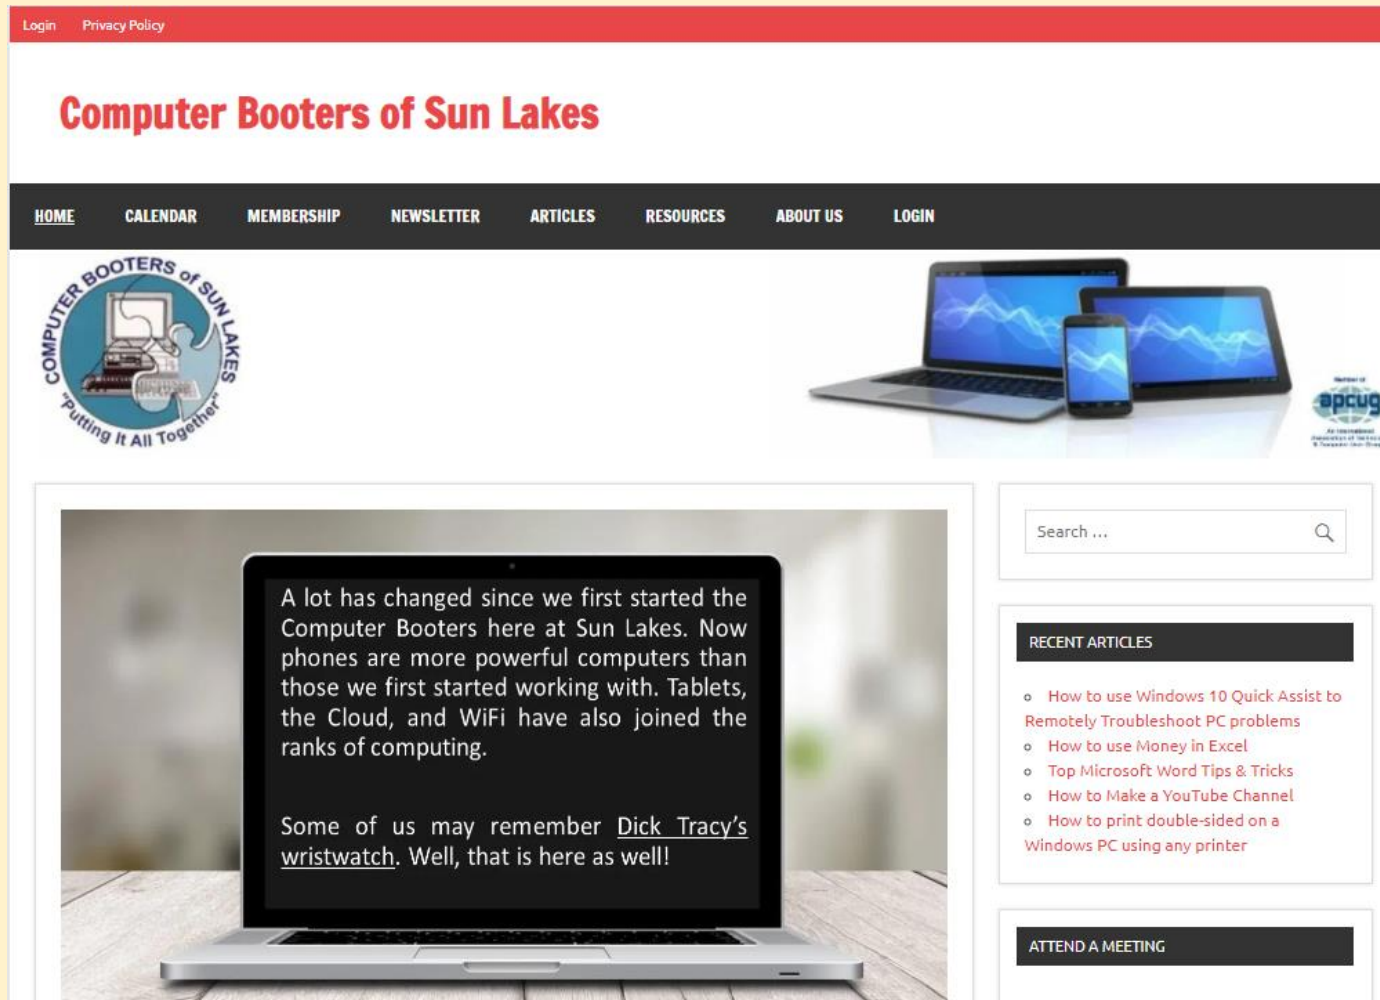 Login Privacy Policy
Computer Booters of Sun Lakes
HOME CALENDAR MEMBERSHIP NEWSLETTER ARTICLES RESOURCES ABOUT US LOGIN
COMPUTER BOOTERS of SUN LAKES
"Putting It All Together"
Member of
apcug
An International
Search ...
A lot has changed since we first started the
Computer Booters here at Sun Lakes. Now
phones are more powerful computers than
those we first started working with. Tablets,
the Cloud, and WiFi have also joined the
ranks of computing.
Some of us may remember Dick Tracy's
wristwatch. Well, that is here as well!
RECENT ARTICLES
How to use Windows 10 Quick Assist to
Remotely Troubleshoot PC problems
How to use Money in Excel
Top Microsoft Word Tips & Tricks
How to Make a YouTube Channel
How to print double-sided on a
Windows PC using any printer
ATTEND A MEETING